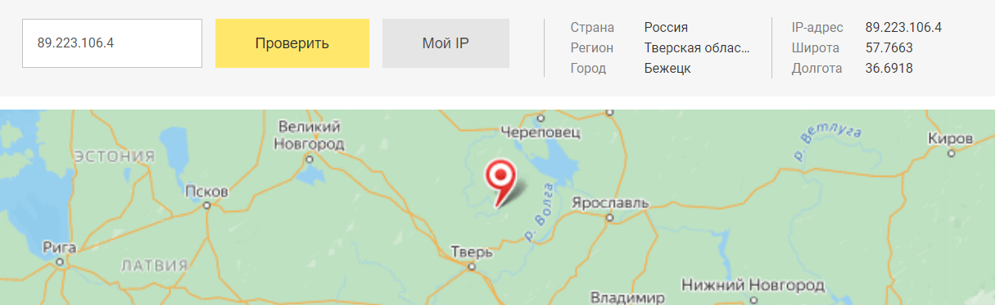 89.223.106.4
Проверить
Мой IP
Страна Россия
Регион Тверская облас...
Город Бежецк
IP-адрес 89.223.106.4
Широта 57.7663
Долгота 36.6918
Великий
Новгород
Череповец
р. Ветлуга
Киров
ЭСТОНИЯ
Псков
р. Волга
Ярославль
Рига
ЛАТВИЯ
Тверь
Владимир
Нижний Новгород